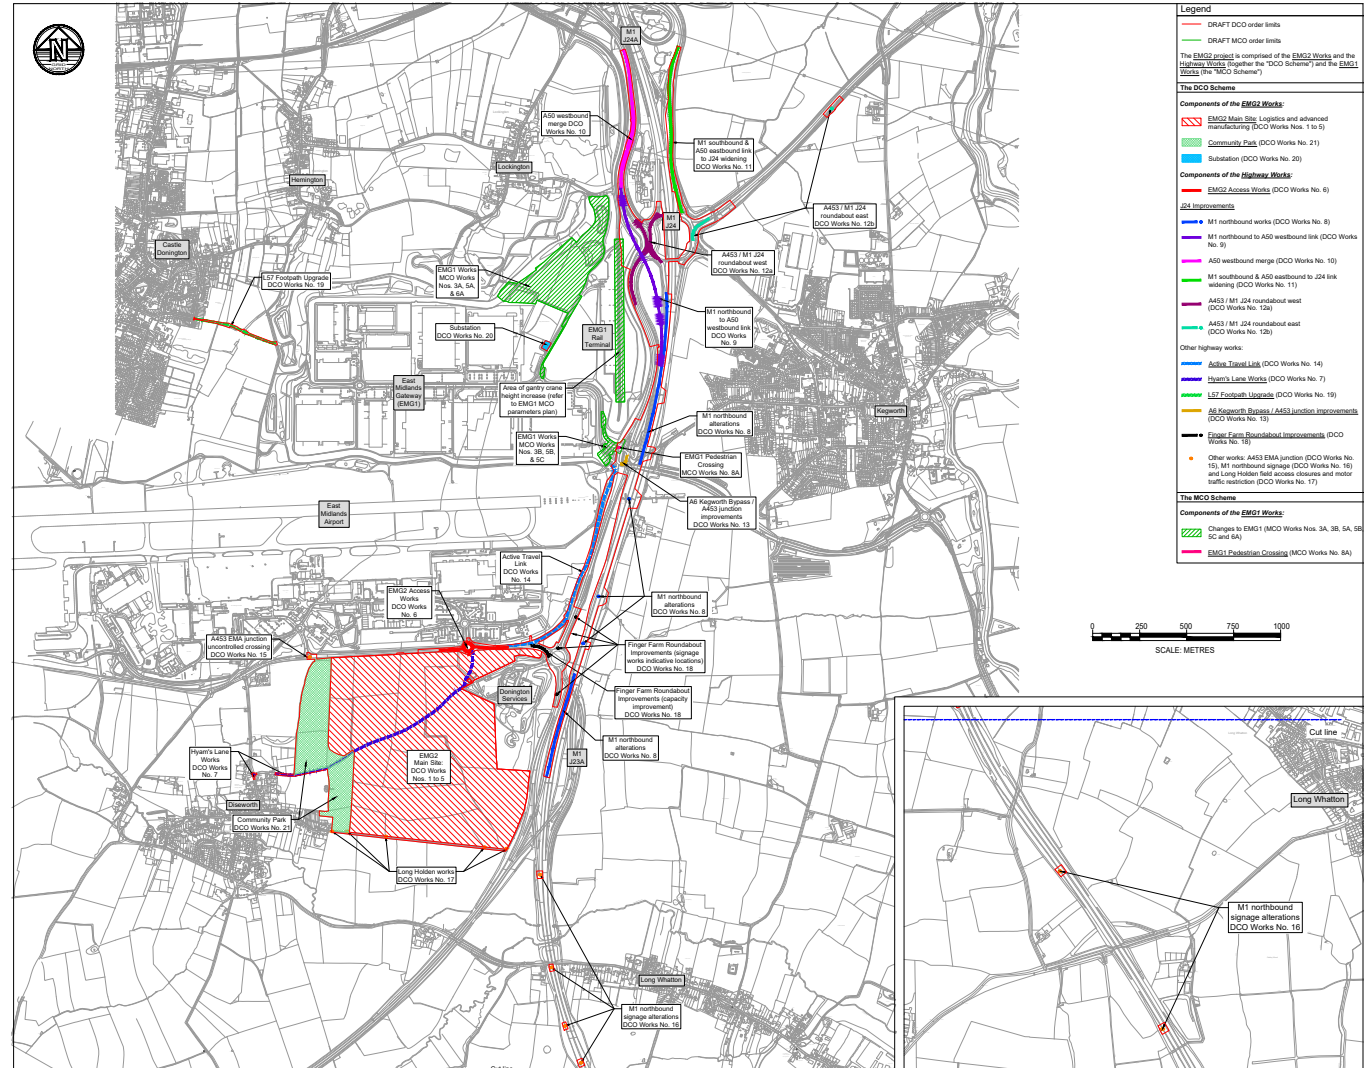 M1
J24A
A50 westbound
merge DCO
Works No. 10
M1 southbound &
A50 eastbound link
to J24 widening
DCO Works No. 11
Lockington
Hemington
M1
J24
A453 / M1 J24
roundabout east
DCO Works No. 12b
Castle
Donington
A453 / M1 J24
roundabout west
DCO Works No. 12a
L57 Footpath Upgrade
DCO Works No. 19
EMG1 Works
MCO Works
Nos. 3A, 5A,
& 6A
M1 northbound
to A50
westbound link
DCO Works
No. 9
Substation
DCO Works No. 20
EMG1
Rail
Terminal
East
Midlands
Gateway
(EMG1)
Area of gantry crane
height increase (refer
to EMG1 MCO
parameters plan)
Kegworth
M1 northbound
alterations
DCO Works No. 8
EMG1 Works
MCO Works
Nos. 3B, 5B,
& 5C
EMG1 Pedestrian
Crossing
MCO Works No. 8A
A6 Kegworth Bypass /
A453 junction
improvements
DCO Works No. 13
East
Midlands
Airport
Active Travel
Link
DCO Works
No. 14
EMG2 Access
Works
DCO Works
No. 6
M1 northbound
alterations
DCO Works No. 8
A453 EMA junction
uncontrolled crossing
DCO Works No. 15
Finger Farm Roundabout
Improvements (signage
works indicative locations)
DCO Works No. 18
Donington
Services
Finger Farm Roundabout
Improvements (capacity
improvement)
DCO Works No. 18
M1 northbound
alterations
DCO Works No. 8
M1
J23A
Hyam's Lane
Works
DCO Works
No. 7
EMG2
Main Site:
DCO Works
Nos. 1 to 5
Diseworth
Community Park
DCO Works No. 21
Long Holden works
DCO Works No. 17
Long Whatton
M1 northbound
signage alterations
DCO Works No. 16
Cut line
Legend
DRAFT DCO order limits
DRAFT MCO order limits
The EMG2 project is comprised of the EMG2 Works and the
Highway Works (together the "DCO Scheme") and the EMG1
Works (the "MCO Scheme")
The DCO Scheme
Components of the EMG2 Works:
EMG2 Main Site: Logistics and advanced
manufacturing (DCO Works Nos. 1 to 5)
Community Park (DCO Works No. 21)
Substation (DCO Works No. 20)
Components of the Highway Works:
EMG2 Access Works (DCO Works No. 6)
J24 Improvements
M1 northbound works (DCO Works No. 8)
M1 northbound to A50 westbound link (DCO Works
No. 9)
A50 westbound merge (DCO Works No. 10)
M1 southbound & A50 eastbound to J24 link
widening (DCO Works No. 11)
A453 / M1 J24 roundabout west
(DCO Works No. 12a)
A453 / M1 J24 roundabout east
(DCO Works No. 12b)
Other highway works:
Active Travel Link (DCO Works No. 14)
Hyam's Lane Works (DCO Works No. 7)
L57 Footpath Upgrade (DCO Works No. 19)
A6 Kegworth Bypass / A453 junction improvements
(DCO Works No. 13)
Finger Farm Roundabout Improvements (DCO
Works No. 18)
Other works: A453 EMA junction (DCO Works No.
15), M1 northbound signage (DCO Works No. 16)
and Long Holden field access closures and motor
traffic restriction (DCO Works No. 17)
The MCO Scheme
Components of the EMG1 Works:
Changes to EMG1 (MCO Works Nos. 3A, 3B, 5A, 5B
5C and 6A)
EMG1 Pedestrian Crossing (MCO Works No. 8A)
0 250 500 750 1000
SCALE: METRES
Cut line
Long Whatton
M1 northbound
signage alterations
DCO Works No. 16